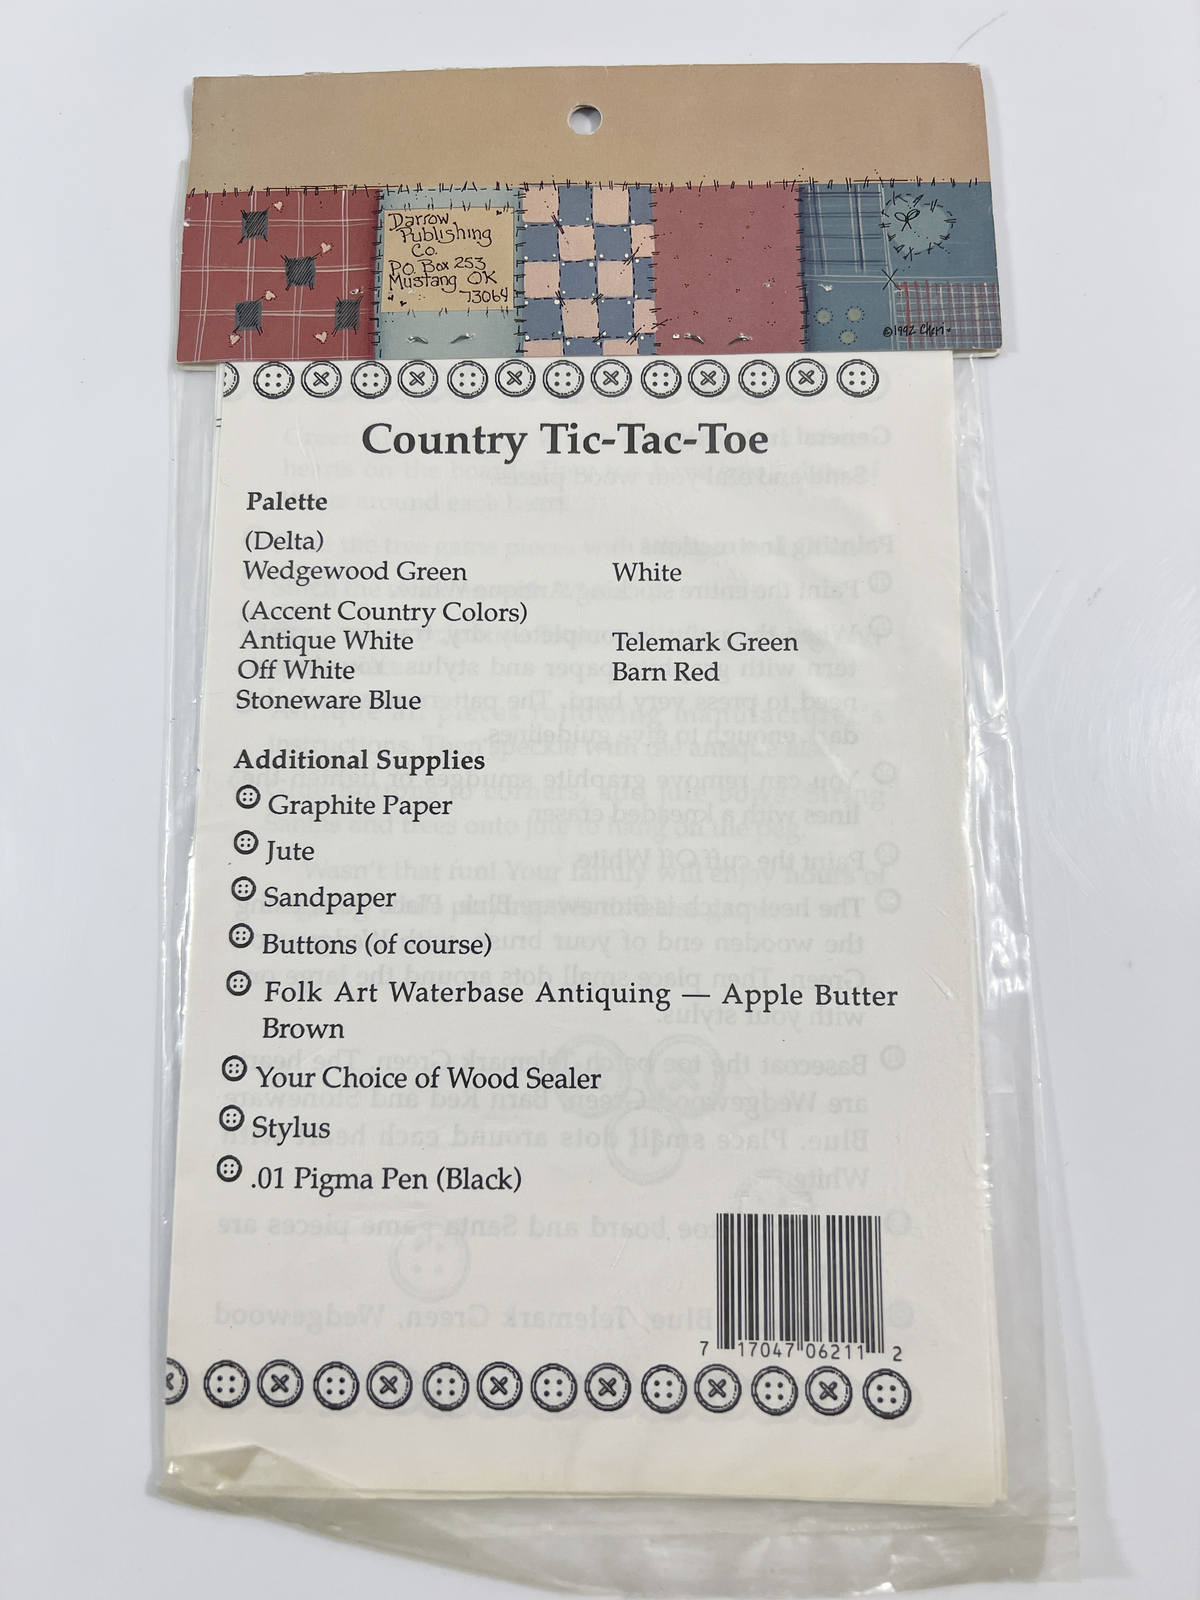 Darrow
Publishing
Co.
P.O. Box 253
Mustang OK
73064
©1992 Cheri
Country Tic-Tac-Toe
Palette
(Delta)
Wedgewood Green White
(Accent Country Colors)
Antique White Telemark Green
Off White Barn Red
Stoneware Blue
Additional Supplies
Graphite Paper
Jute
Sandpaper
Buttons (of course)
Folk Art Waterbase Antiquing — Apple Butter
Brown
Your Choice of Wood Sealer
Stylus
.01 Pigma Pen (Black)
7 17047 06211 2